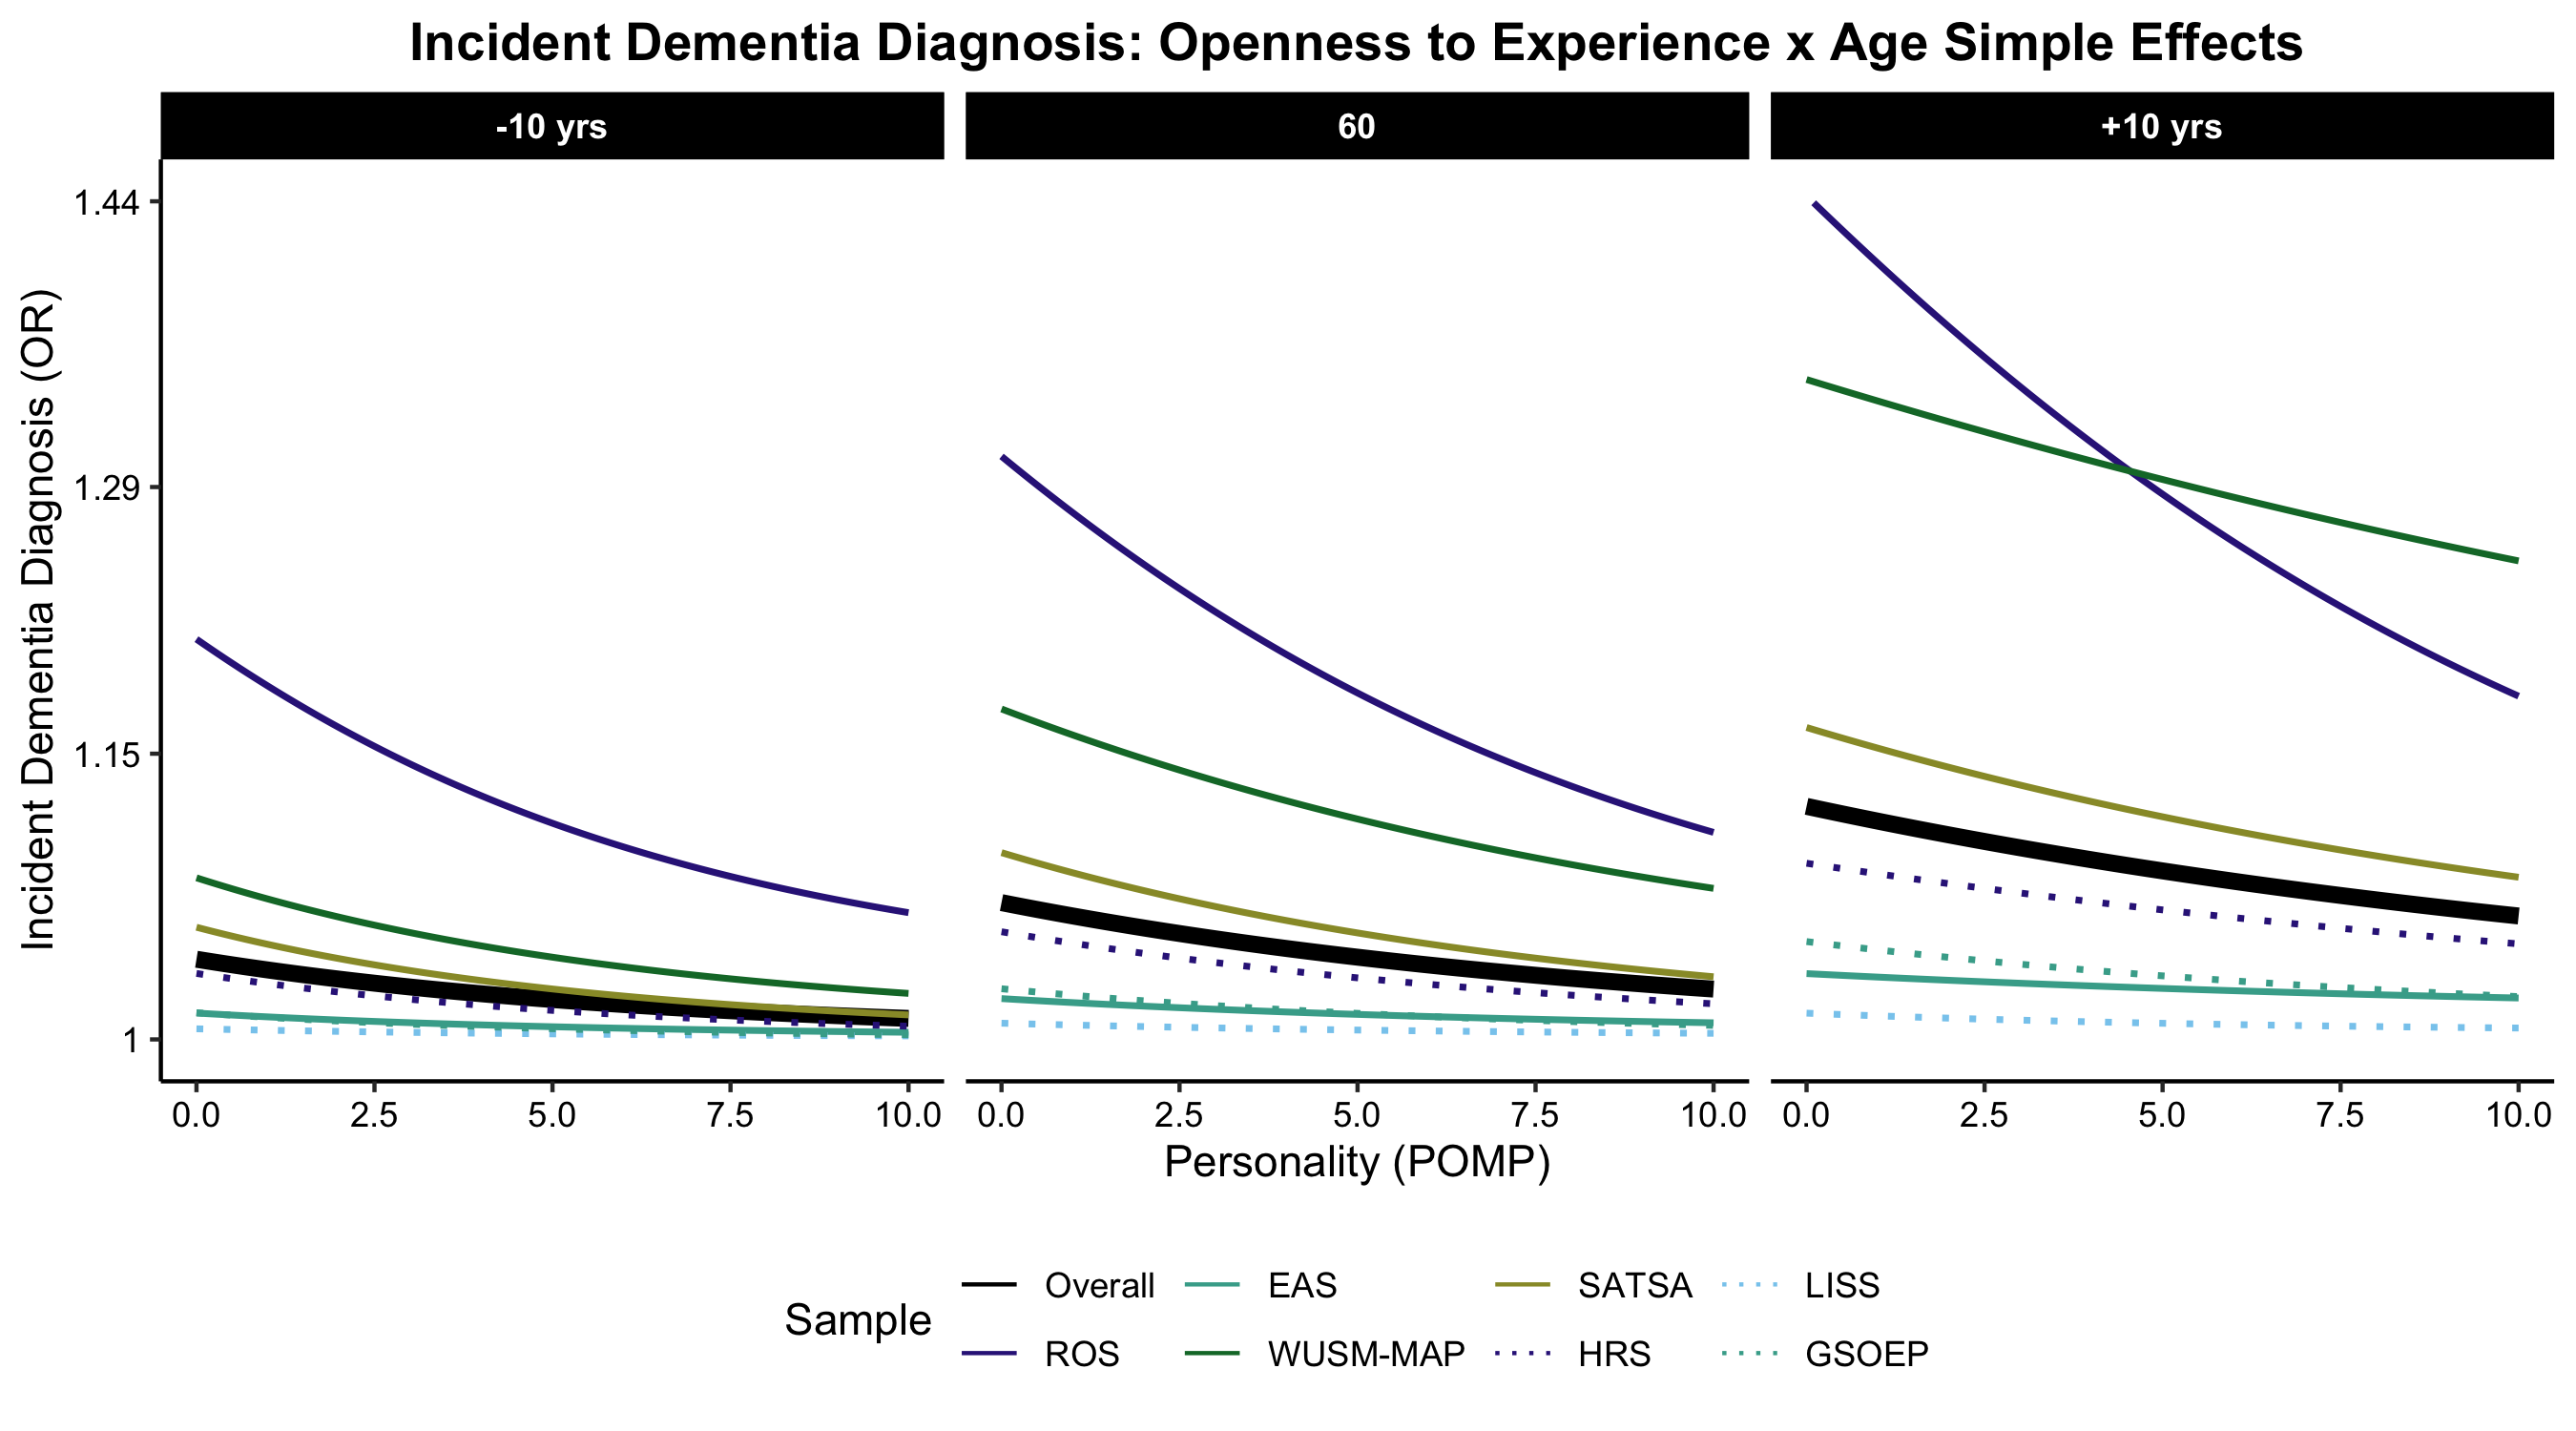 Incident Dementia Diagnosis: Openness to Experience x Age Simple Effects
-10 yrs
60
+10 yrs
Incident Dementia Diagnosis (OR)
1.44
1.29
1.15
1
0.0 2.5 5.0 7.5 10.0
0.0 2.5 5.0 7.5 10.0
0.0 2.5 5.0 7.5 10.0
Personality (POMP)
Sample
Overall EAS SATSA LISS
ROS WUSM-MAP HRS GSOEP